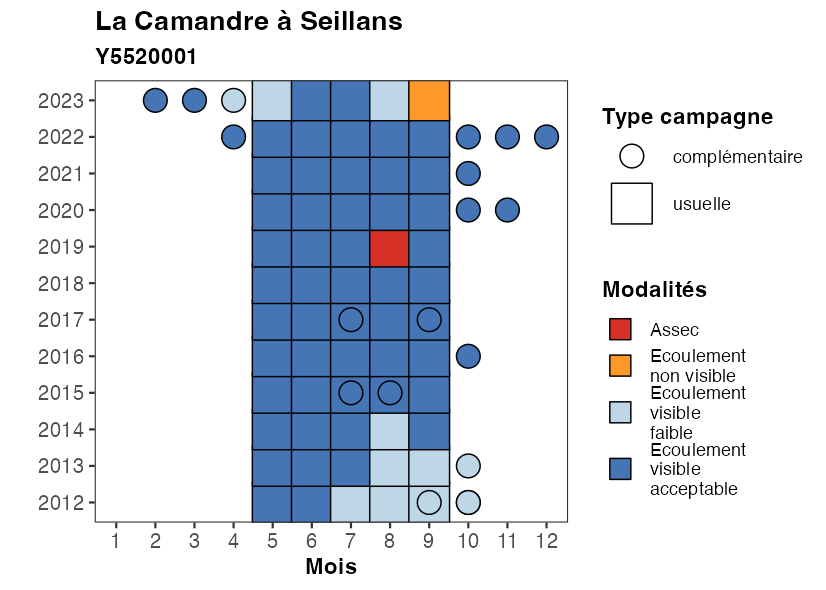 La Camandre à Seillans
Y5520001
2023
2022
2021
2020
2019
2018
2017
2016
2015
2014
2013
2012
1 2 3 4 5 6 7 8 9 10 11 12
Mois
Type campagne
complémentaire
usuelle
Modalités
Assec
Ecoulement
non visible
Ecoulement
visible
faible
Ecoulement
visible
acceptable